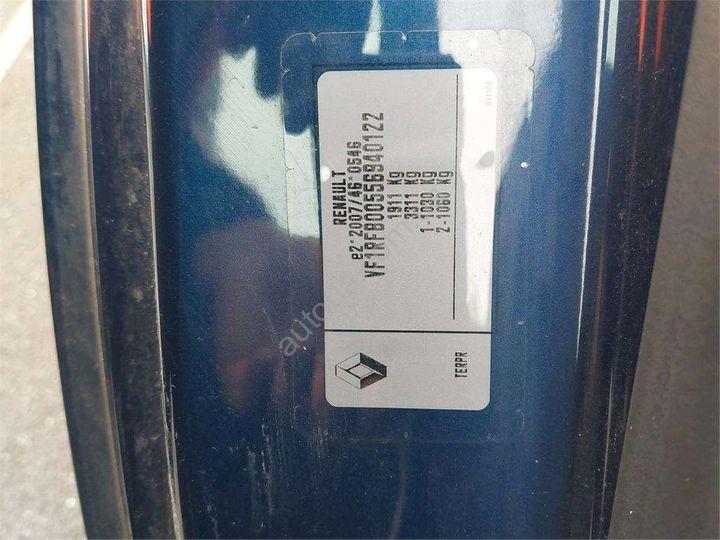 RENAULT
e2*2007/46*0546
VF1RFB00556940122
1911 Kg
3311 Kg
1-1030 Kg
2-1060 Kg
TERPR